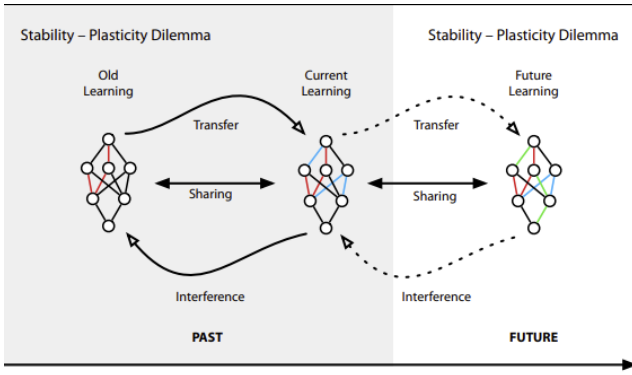 Stability – Plasticity Dilemma
Stability – Plasticity Dilemma
Old
Learning
Current
Learning
Future
Learning
Transfer
Transfer
Sharing
Sharing
Interference
Interference
PAST
FUTURE